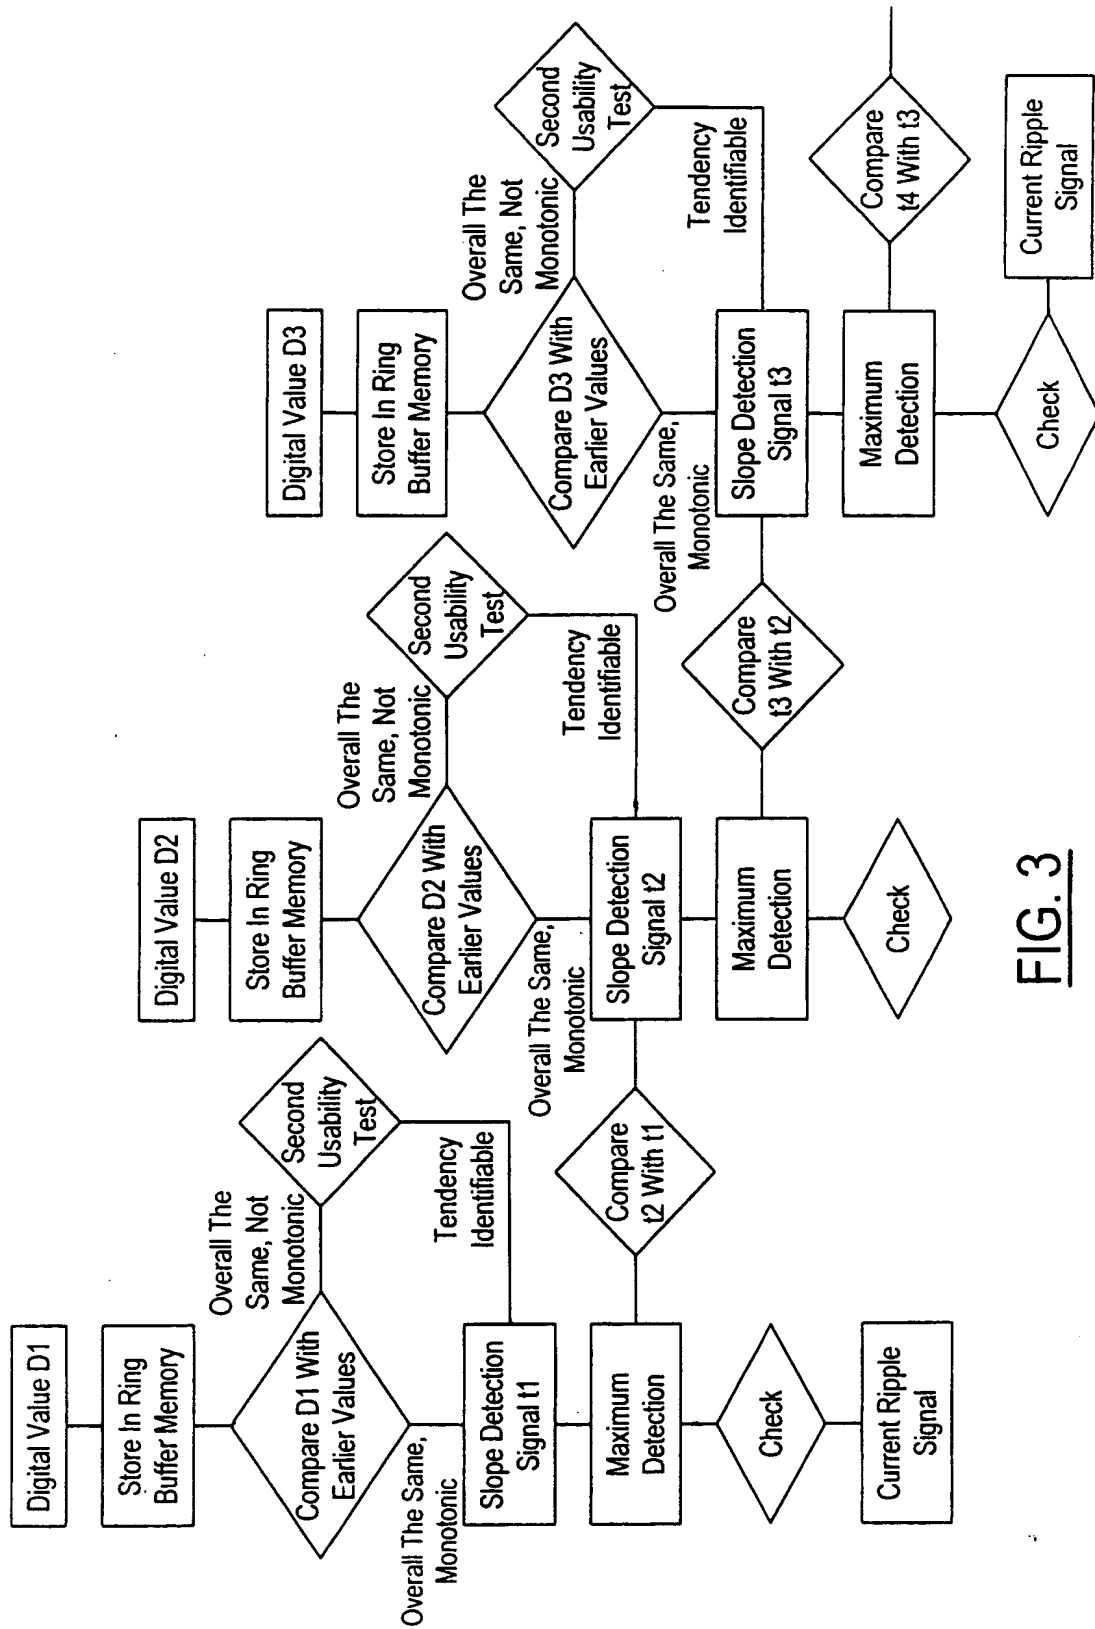 Digital Value D1
Store In Ring
Buffer Memory
Compare D1 With
Earlier Values
Overall The
Same, Not
Monotonic
Second
Usability
Test
Tendency
Identifiable
Overall The Same,
Monotonic
Slope Detection
Signal t1
Maximum
Detection
Compare
t2 With t1
Check
Current Ripple
Signal
Digital Value D2
Store In Ring
Buffer Memory
Compare D2 With
Earlier Values
Overall The
Same, Not
Monotonic
Second
Usability
Test
Tendency
Identifiable
Overall The Same,
Monotonic
Slope Detection
Signal t2
Maximum
Detection
Compare
t3 With t2
Check
Digital Value D3
Store In Ring
Buffer Memory
Compare D3 With
Earlier Values
Overall The
Same, Not
Monotonic
Second
Usability
Test
Tendency
Identifiable
Overall The Same,
Monotonic
Slope Detection
Signal t3
Maximum
Detection
Compare
t4 With t3
Check
Current Ripple
Signal
FIG. 3